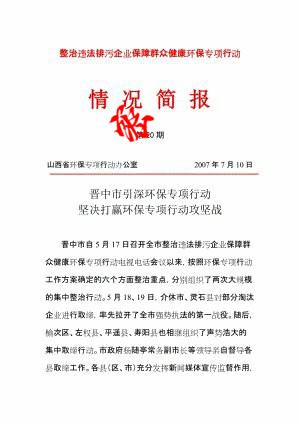 整治违法排污企业保障群众健康环保专项行动
情况简报
第20期
山西省环保专项行动办公室 2007年7月10日
晋中市引深环保专项行动
坚决打赢环保专项行动攻坚战
晋中市自5月17日召开全市整治违法排污企业保障群
众健康环保专项行动电视电话会议以来,按照环保专项行动
工作方案确定的六个方面整治重点,分别组织了两次大规模
的集中整治行动。5月18、19日,介休市、灵石县对部分淘汰
企业进行取缔,率先拉开了全市强势执法的第一战役。随后,
榆次区、左权县、平遥县、寿阳县也相继组织了声势浩大的
集中取缔行动。市政府杨随亭常务副市长等领导亲自督导各
县取缔工作。各县(区、市)充分发挥新闻媒体宣传监督作用,